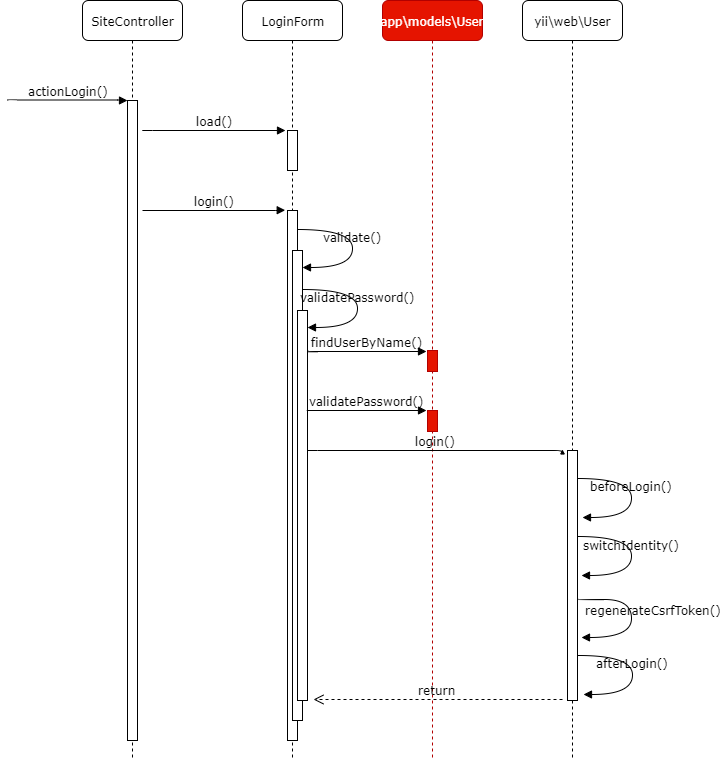 SiteController
LoginForm
app\models\User
yii\web\User
actionLogin()
load()
login()
validate()
validatePassword()
findUserByName()
validatePassword()
login()
beforeLogin()
switchIdentity()
regenerateCsrfToken()
afterLogin()
return